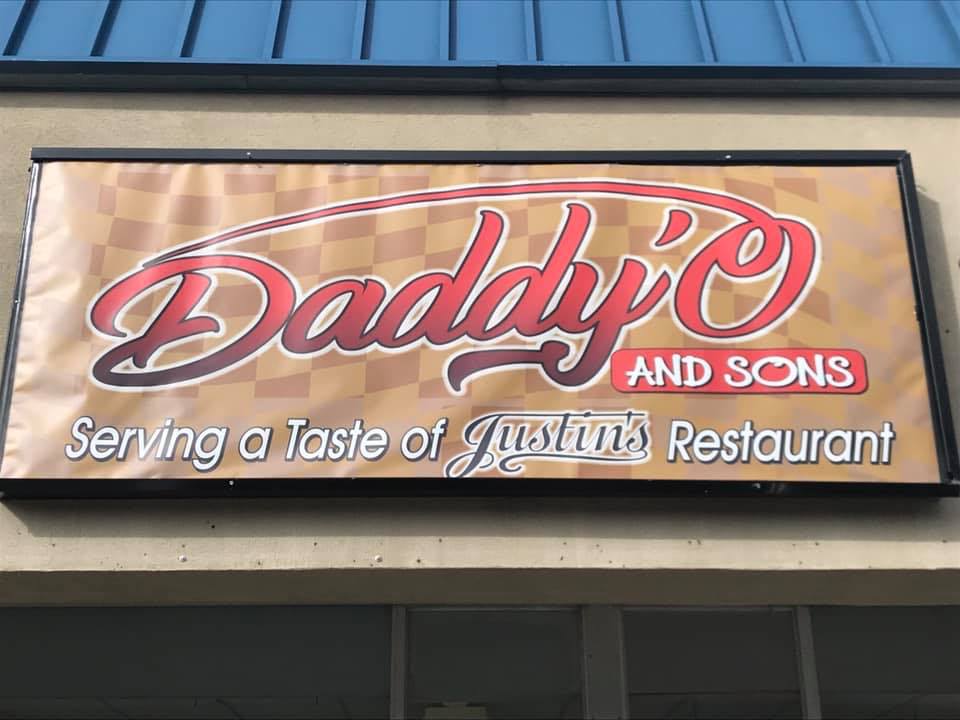 Daddy'O
AND SONS
Serving a Taste of Justin's Restaurant